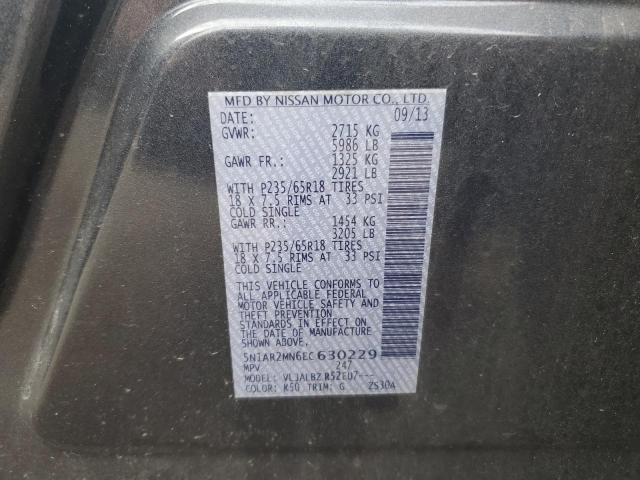 MFD BY NISSAN MOTOR CO., LTD.
DATE: 09/13
GVWR: 2715 KG
5986 LB
GAWR FR.: 1325 KG
2921 LB
WITH P235/65R18 TIRES
18 X 7.5 RIMS AT 33 PSI
COLD SINGLE
GAWR RR.: 1454 KG
3205 LB
WITH P235/65R18 TIRES
18 X 7.5 RIMS AT 33 PSI
COLD SINGLE
THIS VEHICLE CONFORMS TO
ALL APPLICABLE FEDERAL
MOTOR VEHICLE SAFETY AND
THEFT PREVENTION
STANDARDS IN EFFECT ON
THE DATE OF MANUFACTURE
SHOWN ABOVE.
5N1AR2MN6EC630229
MPV 247
MODEL: R52EU7---
COLOR: K50 TRIM: G ZS30A